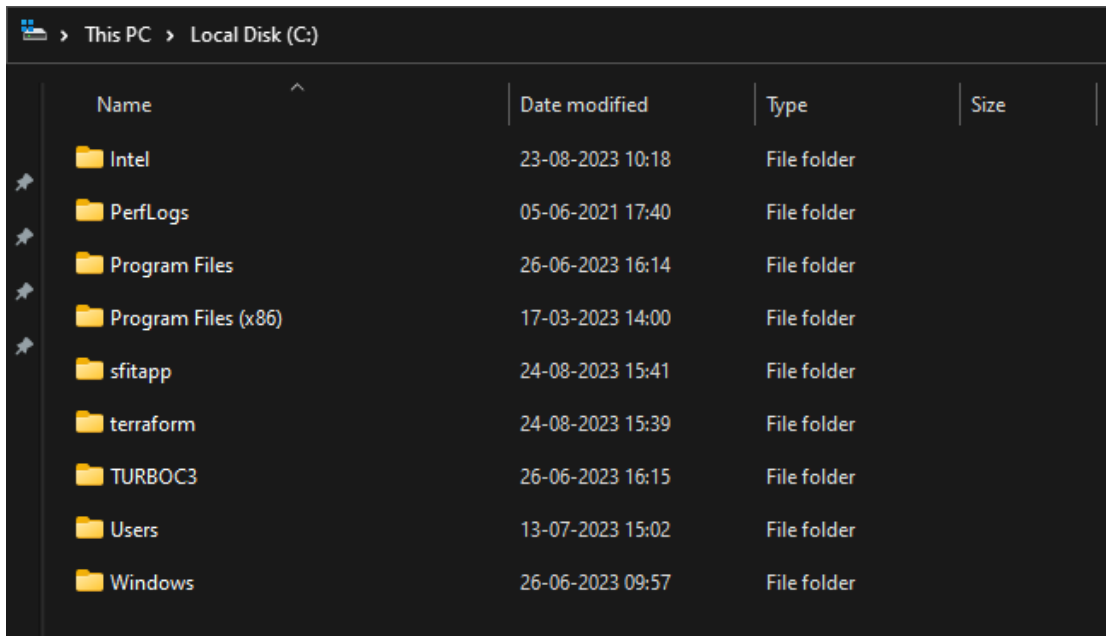 This PC > Local Disk (C:)
Name Date modified Type Size
Intel 23-08-2023 10:18 File folder
PerfLogs 05-06-2021 17:40 File folder
Program Files 26-06-2023 16:14 File folder
Program Files (x86) 17-03-2023 14:00 File folder
sfitapp 24-08-2023 15:41 File folder
terraform 24-08-2023 15:39 File folder
TURBOC3 26-06-2023 16:15 File folder
Users 13-07-2023 15:02 File folder
Windows 26-06-2023 09:57 File folder